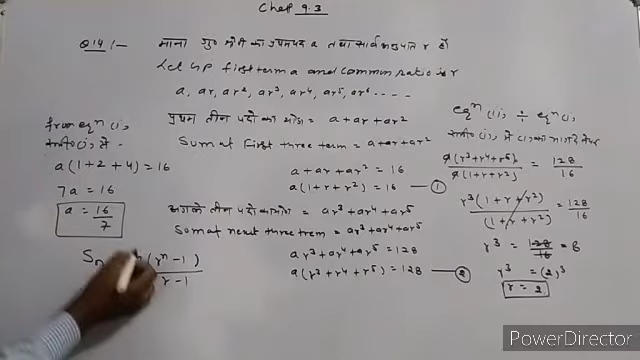 Chap 9.3
Q14/- माना गु० श्रेणी का प्रथम पद a तथा सार्व अनुपात r है
Let GP first term a and common ratio is r
a, ar, ar², ar³, ar⁴, ar⁵, ar⁶ ....
प्रथम तीन पदों का योग = a+ar+ar²
Sum of first three term = a+ar+ar²
a+ar+ar² = 16
a(1+r+r²) = 16 — ①
अगले तीन पदों का योग = ar³+ar⁴+ar⁵
Sum of next three trem = ar³+ar⁴+ar⁵
ar³+ar⁴+ar⁵ = 128
a(r³+r⁴+r⁵) = 128 — ②
eqⁿ (ii) ÷ eqⁿ (i),
a(r³+r⁴+r⁵) / a(1+r+r²) = 128/16
r³(1+r+r²) / (1+r+r²) = 128/16
r³ = 128/16 = 8
r³ = (2)³
r = 2
from eqⁿ (i),
a(1+2+4) = 16
7a = 16
a = 16/7
Sₙ (rⁿ-1) / r-1
PowerDirector